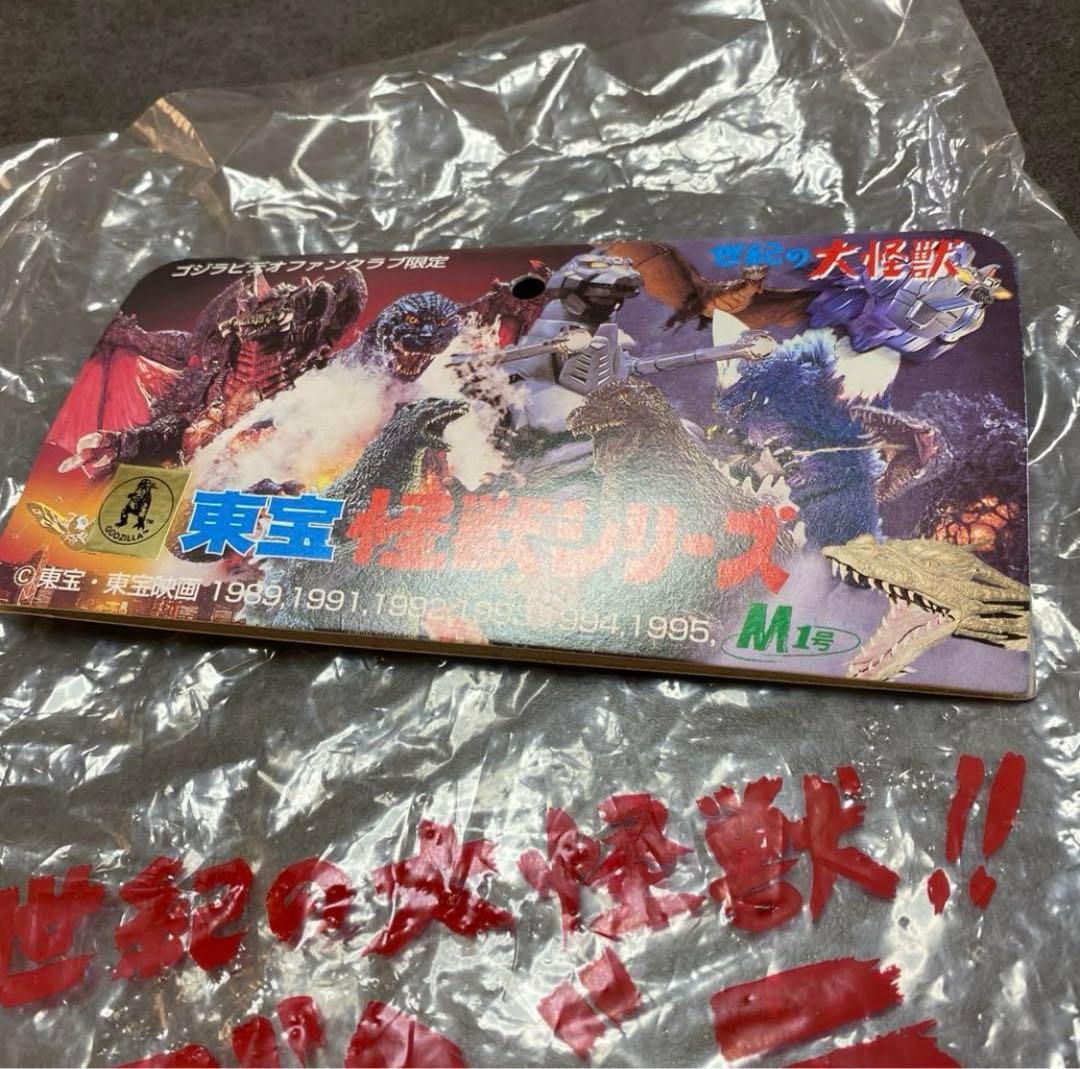 ゴジラビデオファンクラブ限定
世紀の大怪獣
GODZILLA™
東宝怪獣シリーズ
©東宝・東宝映画 1989,1991,1992,1993,1994,1995,
M1号
世紀の大怪獣!!